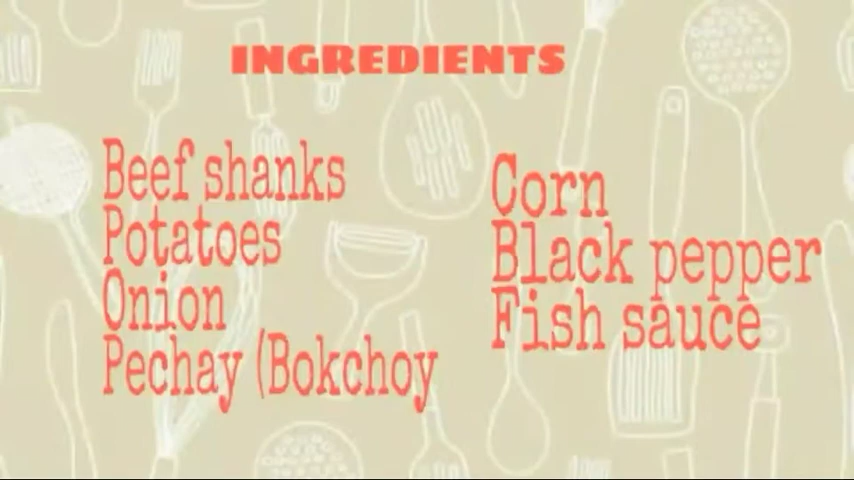 INGREDIENTS
Beef shanks
Potatoes
Onion
Pechay (Bokchoy
Corn
Black pepper
Fish sauce